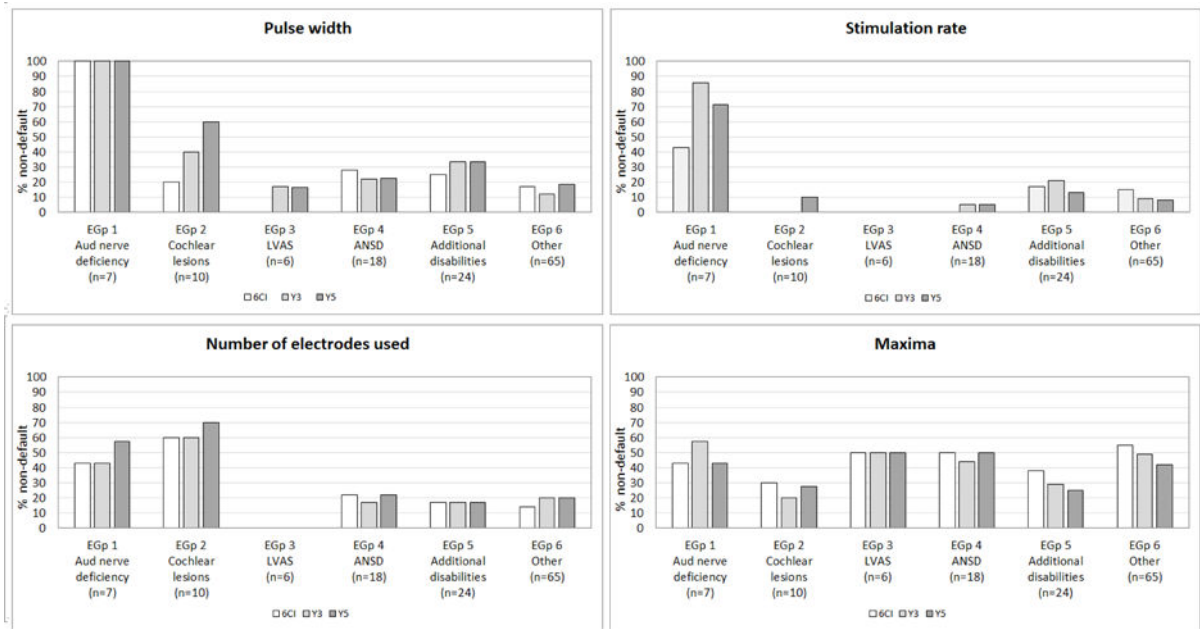 Pulse width
% non-default
100
90
80
70
60
50
40
30
20
10
0
EGp 1 EGp 2 EGp 3 EGp 4 EGp 5 EGp 6
Aud nerve Cochlear LVAS ANSD Additional Other
deficiency lesions (n=6) (n=18) disabilities (n=65)
(n=7) (n=10) (n=24)
6CI Y3 Y5
Stimulation rate
% non-default
100
90
80
70
60
50
40
30
20
10
0
EGp 1 EGp 2 EGp 3 EGp 4 EGp 5 EGp 6
Aud nerve Cochlear LVAS ANSD Additional Other
deficiency lesions (n=6) (n=18) disabilities (n=65)
(n=7) (n=10) (n=24)
6CI Y3 Y5
Number of electrodes used
% non-default
100
90
80
70
60
50
40
30
20
10
0
EGp 1 EGp 2 EGp 3 EGp 4 EGp 5 EGp 6
Aud nerve Cochlear LVAS ANSD Additional Other
deficiency lesions (n=6) (n=18) disabilities (n=65)
(n=7) (n=10) (n=24)
6CI Y3 Y5
Maxima
% non-default
100
90
80
70
60
50
40
30
20
10
0
EGp 1 EGp 2 EGp 3 EGp 4 EGp 5 EGp 6
Aud nerve Cochlear LVAS ANSD Additional Other
deficiency lesions (n=6) (n=18) disabilities (n=65)
(n=7) (n=10) (n=24)
6CI Y3 Y5